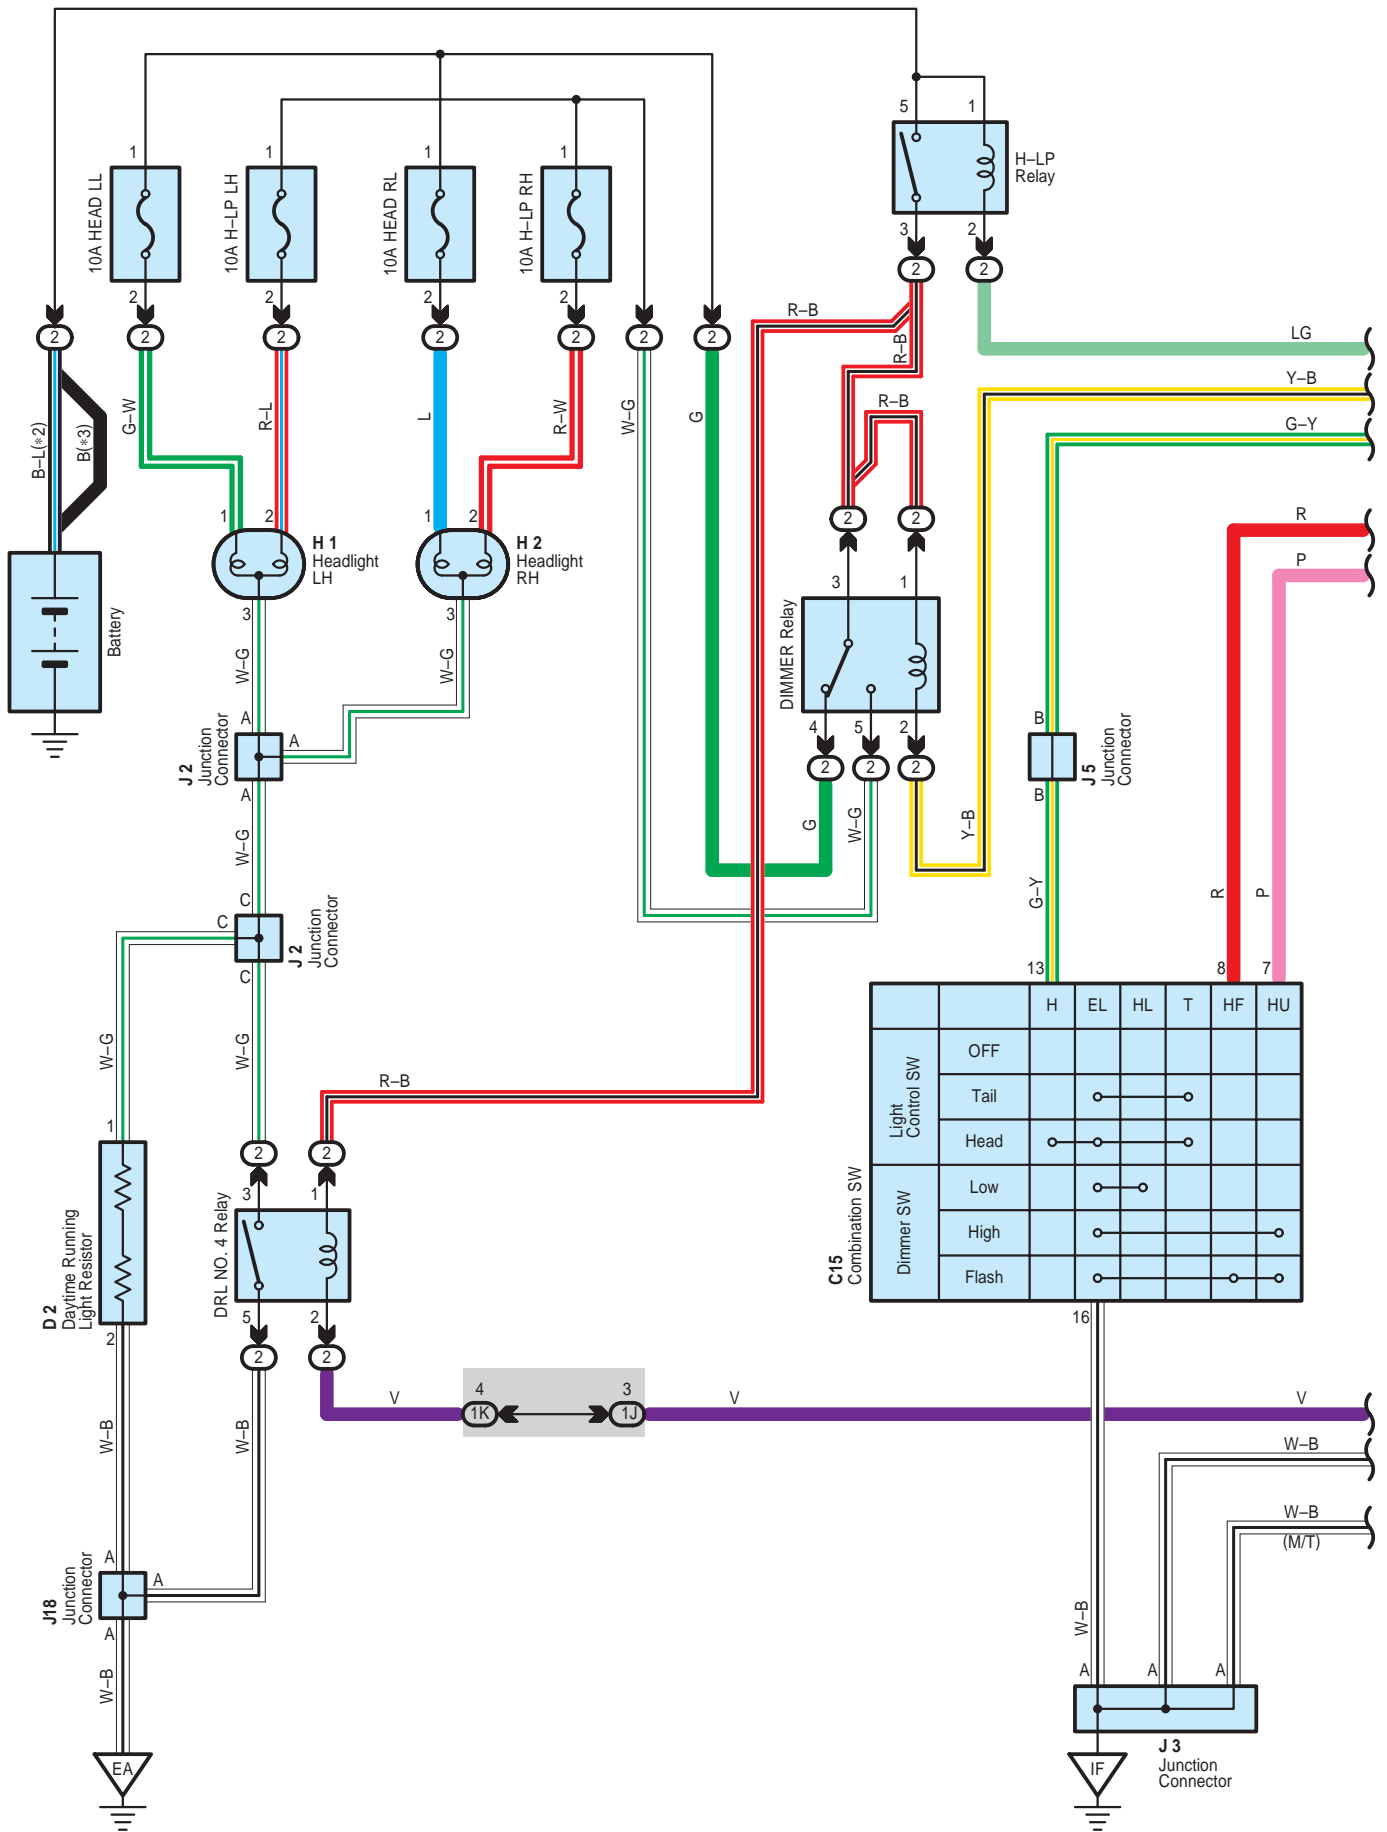 5 1
H–LP
Relay
3 2
2 2
1 1 1 1
10A HEAD LL
10A H–LP LH
10A HEAD RL
10A H–LP RH
2 2 2 2
2 2 2 2 2 2 2
B–L(∗2)
B(∗3)
G–W
R–L
L
R–W
W–G
G
R–B
R–B
R–B
LG
Y–B
G–Y
R
P
1 2
H 1
Headlight
LH
3
1 2
H 2
Headlight
RH
3
Battery
2 2
3 1
DIMMER Relay
4 5 2
2 2 2
G
W–G
Y–B
W–G
W–G
A
A
J 2
Junction
Connector
A
W–G
C
C
J 2
Junction
Connector
C
W–G
W–G
R–B
B
J 5
Junction
Connector
B
G–Y
R
P
13 8 7
H EL HL T HF HU
Light
Control SW
OFF
Tail
Head
Dimmer SW
Low
High
Flash
C15
Combination SW
16
1
D 2
Daytime Running
Light Resistor
2
2 2
3 1
DRL NO. 4 Relay
5 2
2 2
V
4
1K
3
1J
V
V
W–B
W–B
W–B
W–B
(M/T)
A
A
J18
Junction
Connector
A
W–B
EA
W–B
A A A
J 3
Junction
Connector
IF